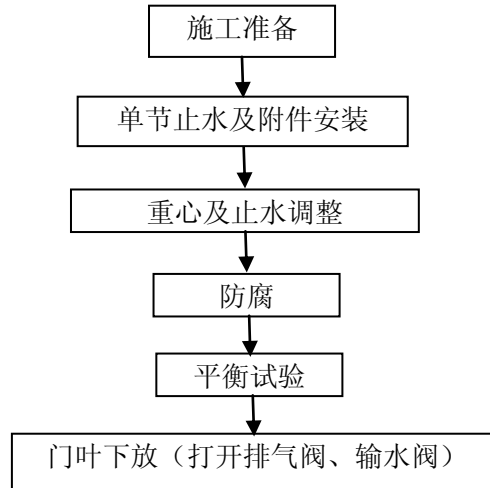 施工准备
单节止水及附件安装
重心及止水调整
防腐
平衡试验
门叶下放（打开排气阀、输水阀）